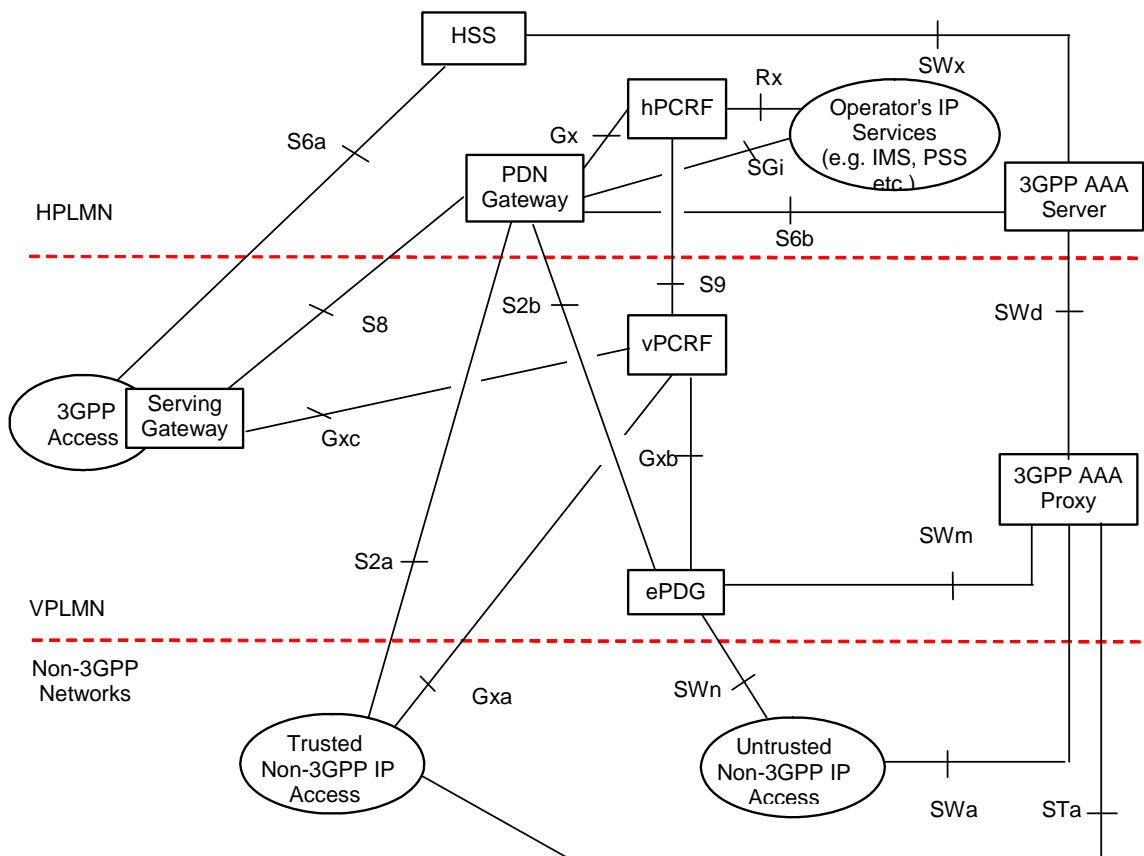 HSS
SWx
Rx
hPCRF
Operator's IP
Services
(e.g. IMS, PSS
etc.)
Gx
S6a
SGi
PDN
Gateway
3GPP AAA
Server
HPLMN
S6b
S2b
S9
SWd
S8
vPCRF
3GPP
Access
Serving
Gateway
Gxc
Gxb
3GPP AAA
Proxy
SWm
S2a
ePDG
VPLMN
Non-3GPP
Networks
Gxa
SWn
Trusted
Non-3GPP IP
Access
Untrusted
Non-3GPP IP
Access
SWa
STa